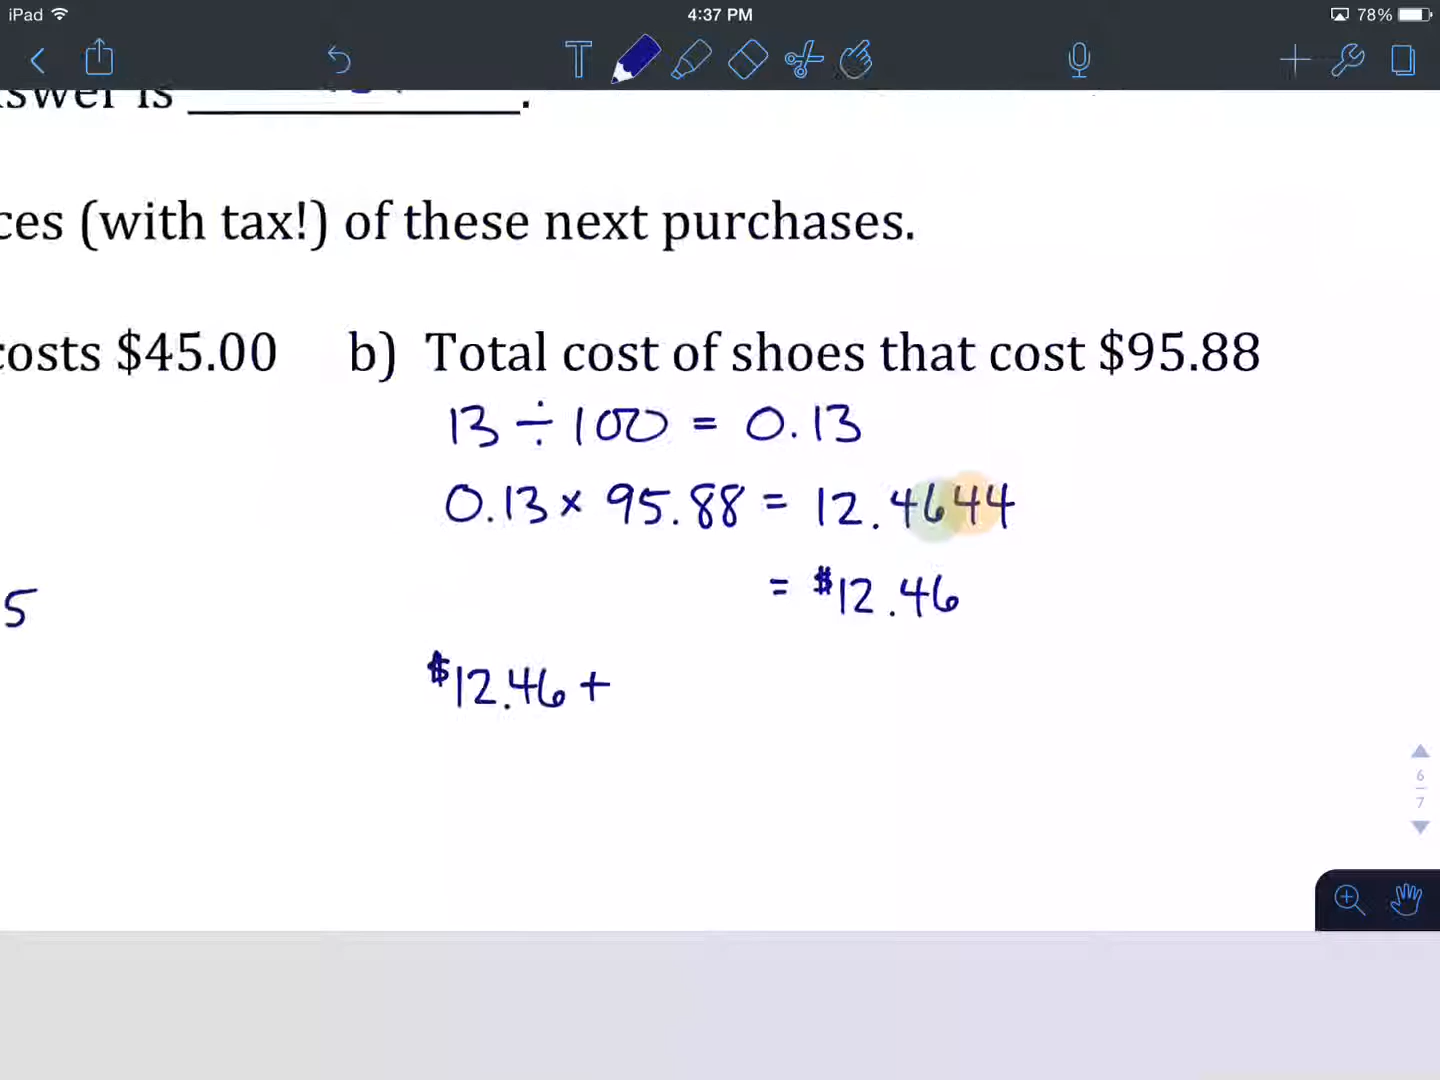 iPad
4:37 PM
78%
T
swer is ____________.
ces (with tax!) of these next purchases.
costs $45.00
b) Total cost of shoes that cost $95.88
13 ÷ 100 = 0.13
0.13 × 95.88 = 12.4644
= $12.46
5
$12.46 +
6
7